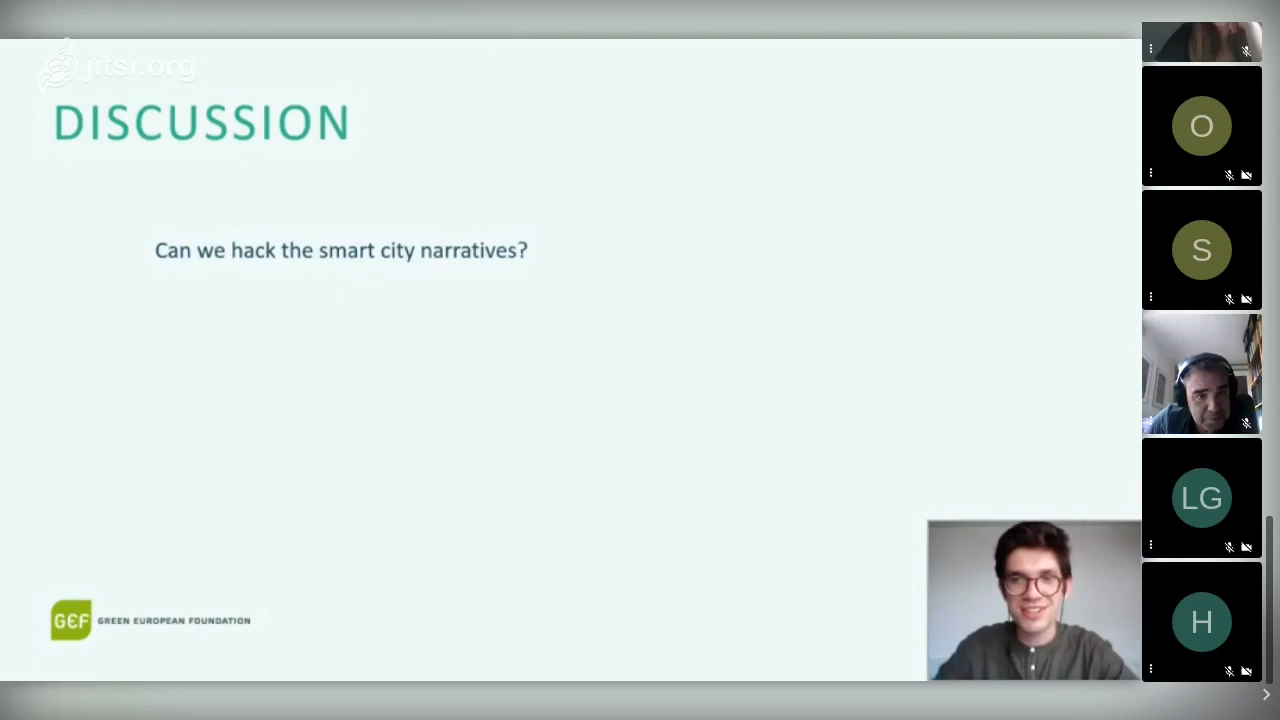 jitsi.org
DISCUSSION
Can we hack the smart city narratives?
GEF GREEN EUROPEAN FOUNDATION
O
S
LG
H